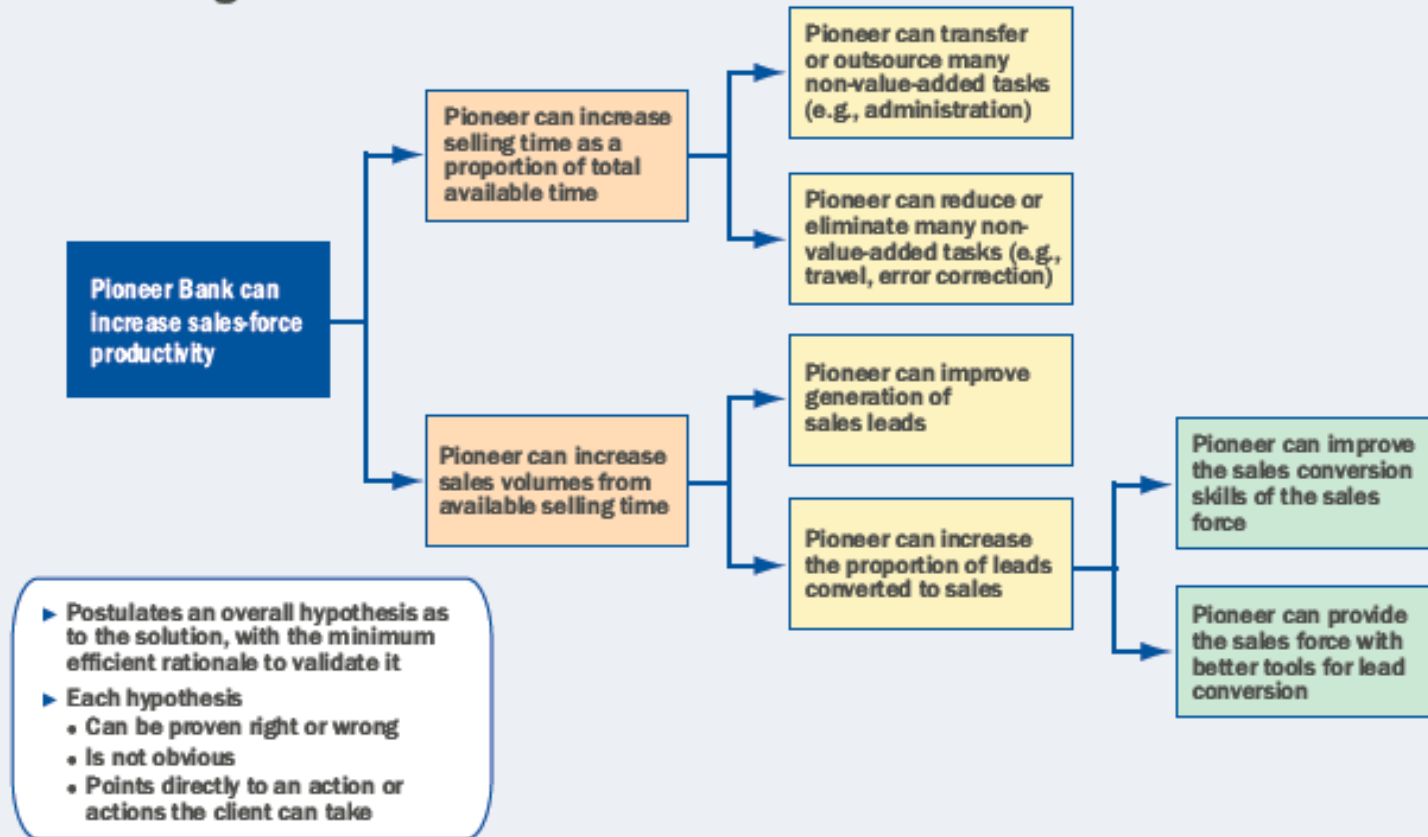 Pioneer Bank can
increase sales-force
productivity
Pioneer can increase
selling time as a
proportion of total
available time
Pioneer can increase
sales volumes from
available selling time
Pioneer can transfer
or outsource many
non-value-added tasks
(e.g., administration)
Pioneer can reduce or
eliminate many non-
value-added tasks (e.g.,
travel, error correction)
Pioneer can improve
generation of
sales leads
Pioneer can increase
the proportion of leads
converted to sales
Pioneer can improve
the sales conversion
skills of the sales
force
Pioneer can provide
the sales force with
better tools for lead
conversion
► Postulates an overall hypothesis as
to the solution, with the minimum
efficient rationale to validate it
► Each hypothesis
• Can be proven right or wrong
• Is not obvious
• Points directly to an action or
actions the client can take